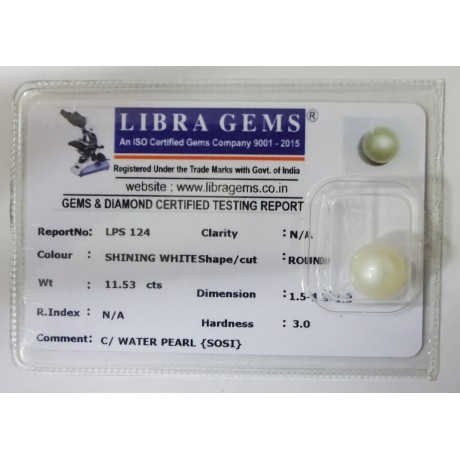 LIBRA GEMS®
An ISO Certified Gems Company 9001 - 2015
Registered Under the Trade Marks with Govt. of India
website : www.libragems.co.in
GEMS & DIAMOND CERTIFIED TESTING REPORT
ReportNo: LPS 124 Clarity : N/A
Colour : SHINING WHITE Shape/cut : ROUND
Wt : 11.53 cts Dimension :
R.Index : N/A Hardness : 3.0
Comment: C/ WATER PEARL {SOSI}